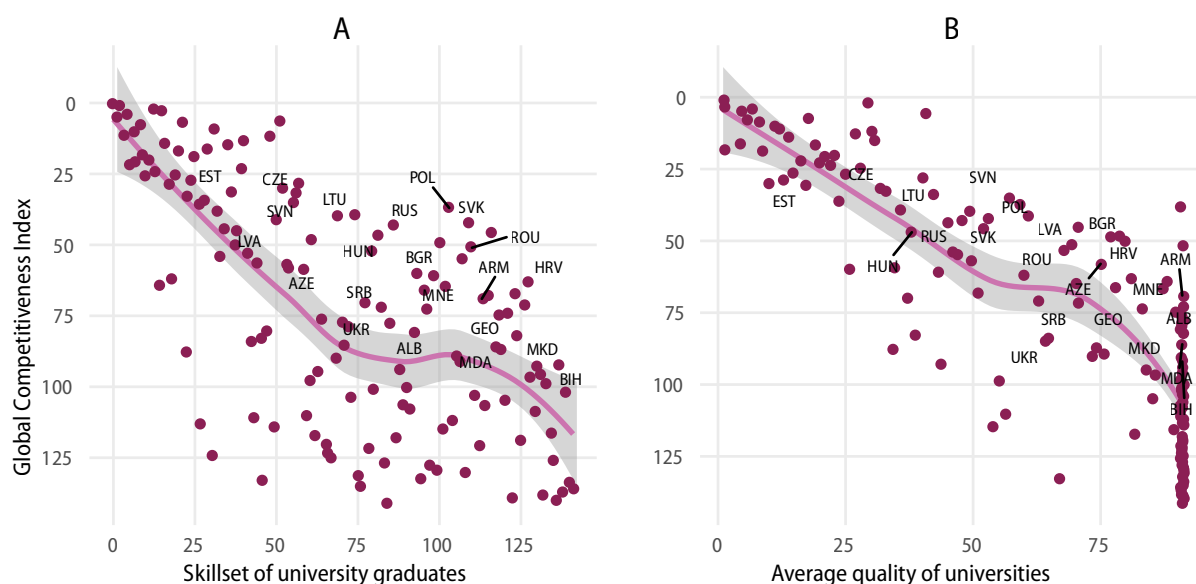 A
B
Global Competitiveness Index
0
25
50
75
100
125
EST
CZE
SVN
LTU
POL
RUS
SVK
ROU
LVA
HUN
BGR
ARM
HRV
AZE
SRB
MNE
UKR
GEO
ALB
MDA
MKD
BIH
0 25 50 75 100 125
Skillset of university graduates
0
25
50
75
100
125
CZE
SVN
EST
LTU
POL
RUS
SVK
LVA
BGR
HUN
ROU
HRV
ARM
AZE
MNE
SRB
GEO
ALB
UKR
MKD
MDA
BIH
0 25 50 75
Average quality of universities